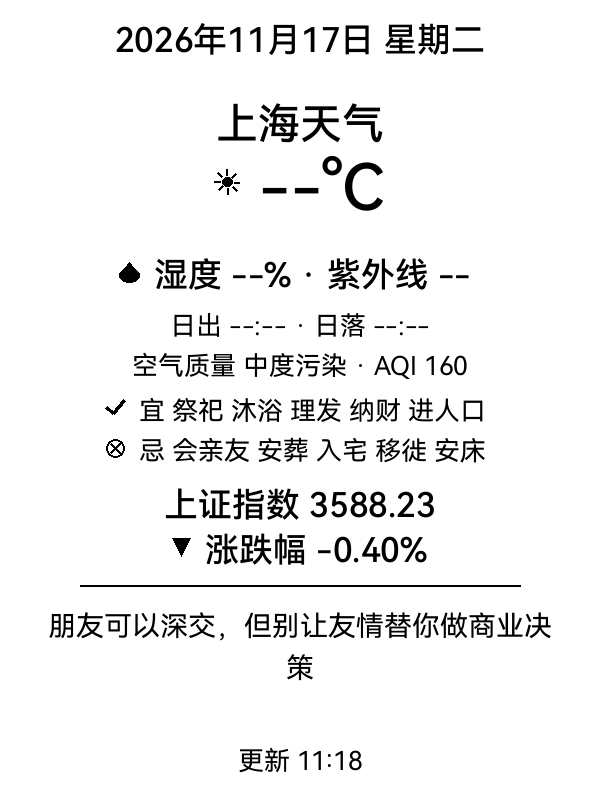 2026年11月17日 星期二
上海天气
--°C
湿度 --% · 紫外线 --
日出 --:-- · 日落 --:--
空气质量 中度污染 · AQI 160
宜 祭祀 沐浴 理发 纳财 进人口
忌 会亲友 安葬 入宅 移徙 安床
上证指数 3588.23
▼ 涨跌幅 -0.40%
朋友可以深交，但别让友情替你做商业决
策
更新 11:18